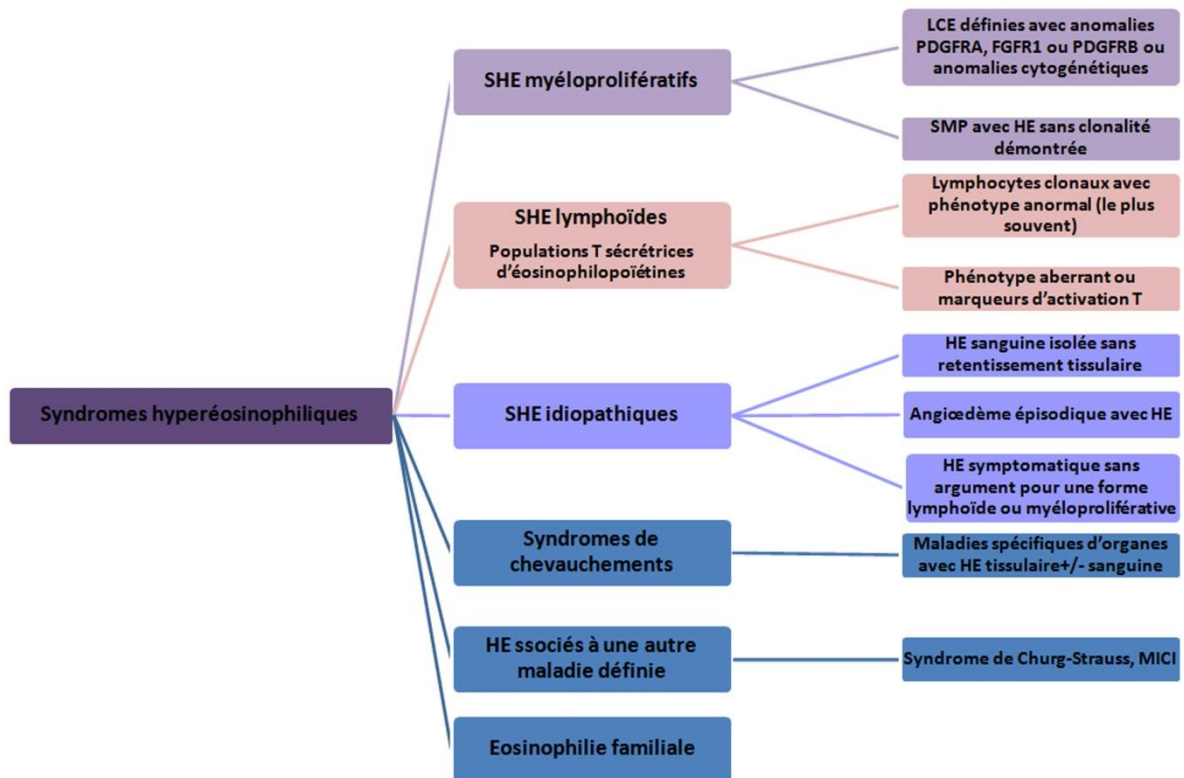 LCE définies avec anomalies
PDGFRA, FGFR1 ou PDGFRB ou
anomalies cytogénétiques
SHE myéloprolifératifs
SMP avec HE sans clonalité
démontrée
Lymphocytes clonaux avec
phénotype anormal (le plus
souvent)
SHE lymphoïdes
Populations T sécrétrices
d’éosinophilopoïétines
Phénotype aberrant ou
marqueurs d’activation T
HE sanguine isolée sans
retentissement tissulaire
Syndromes hyperéosinophiliques
SHE idiopathiques
Angiœdème épisodique avec HE
HE symptomatique sans
argument pour une forme
lymphoïde ou myéloproliférative
Syndromes de
chevauchements
Maladies spécifiques d’organes
avec HE tissulaire+/- sanguine
HE ssociés à une autre
maladie définie
Syndrome de Churg-Strauss, MICI
Eosinophilie familiale